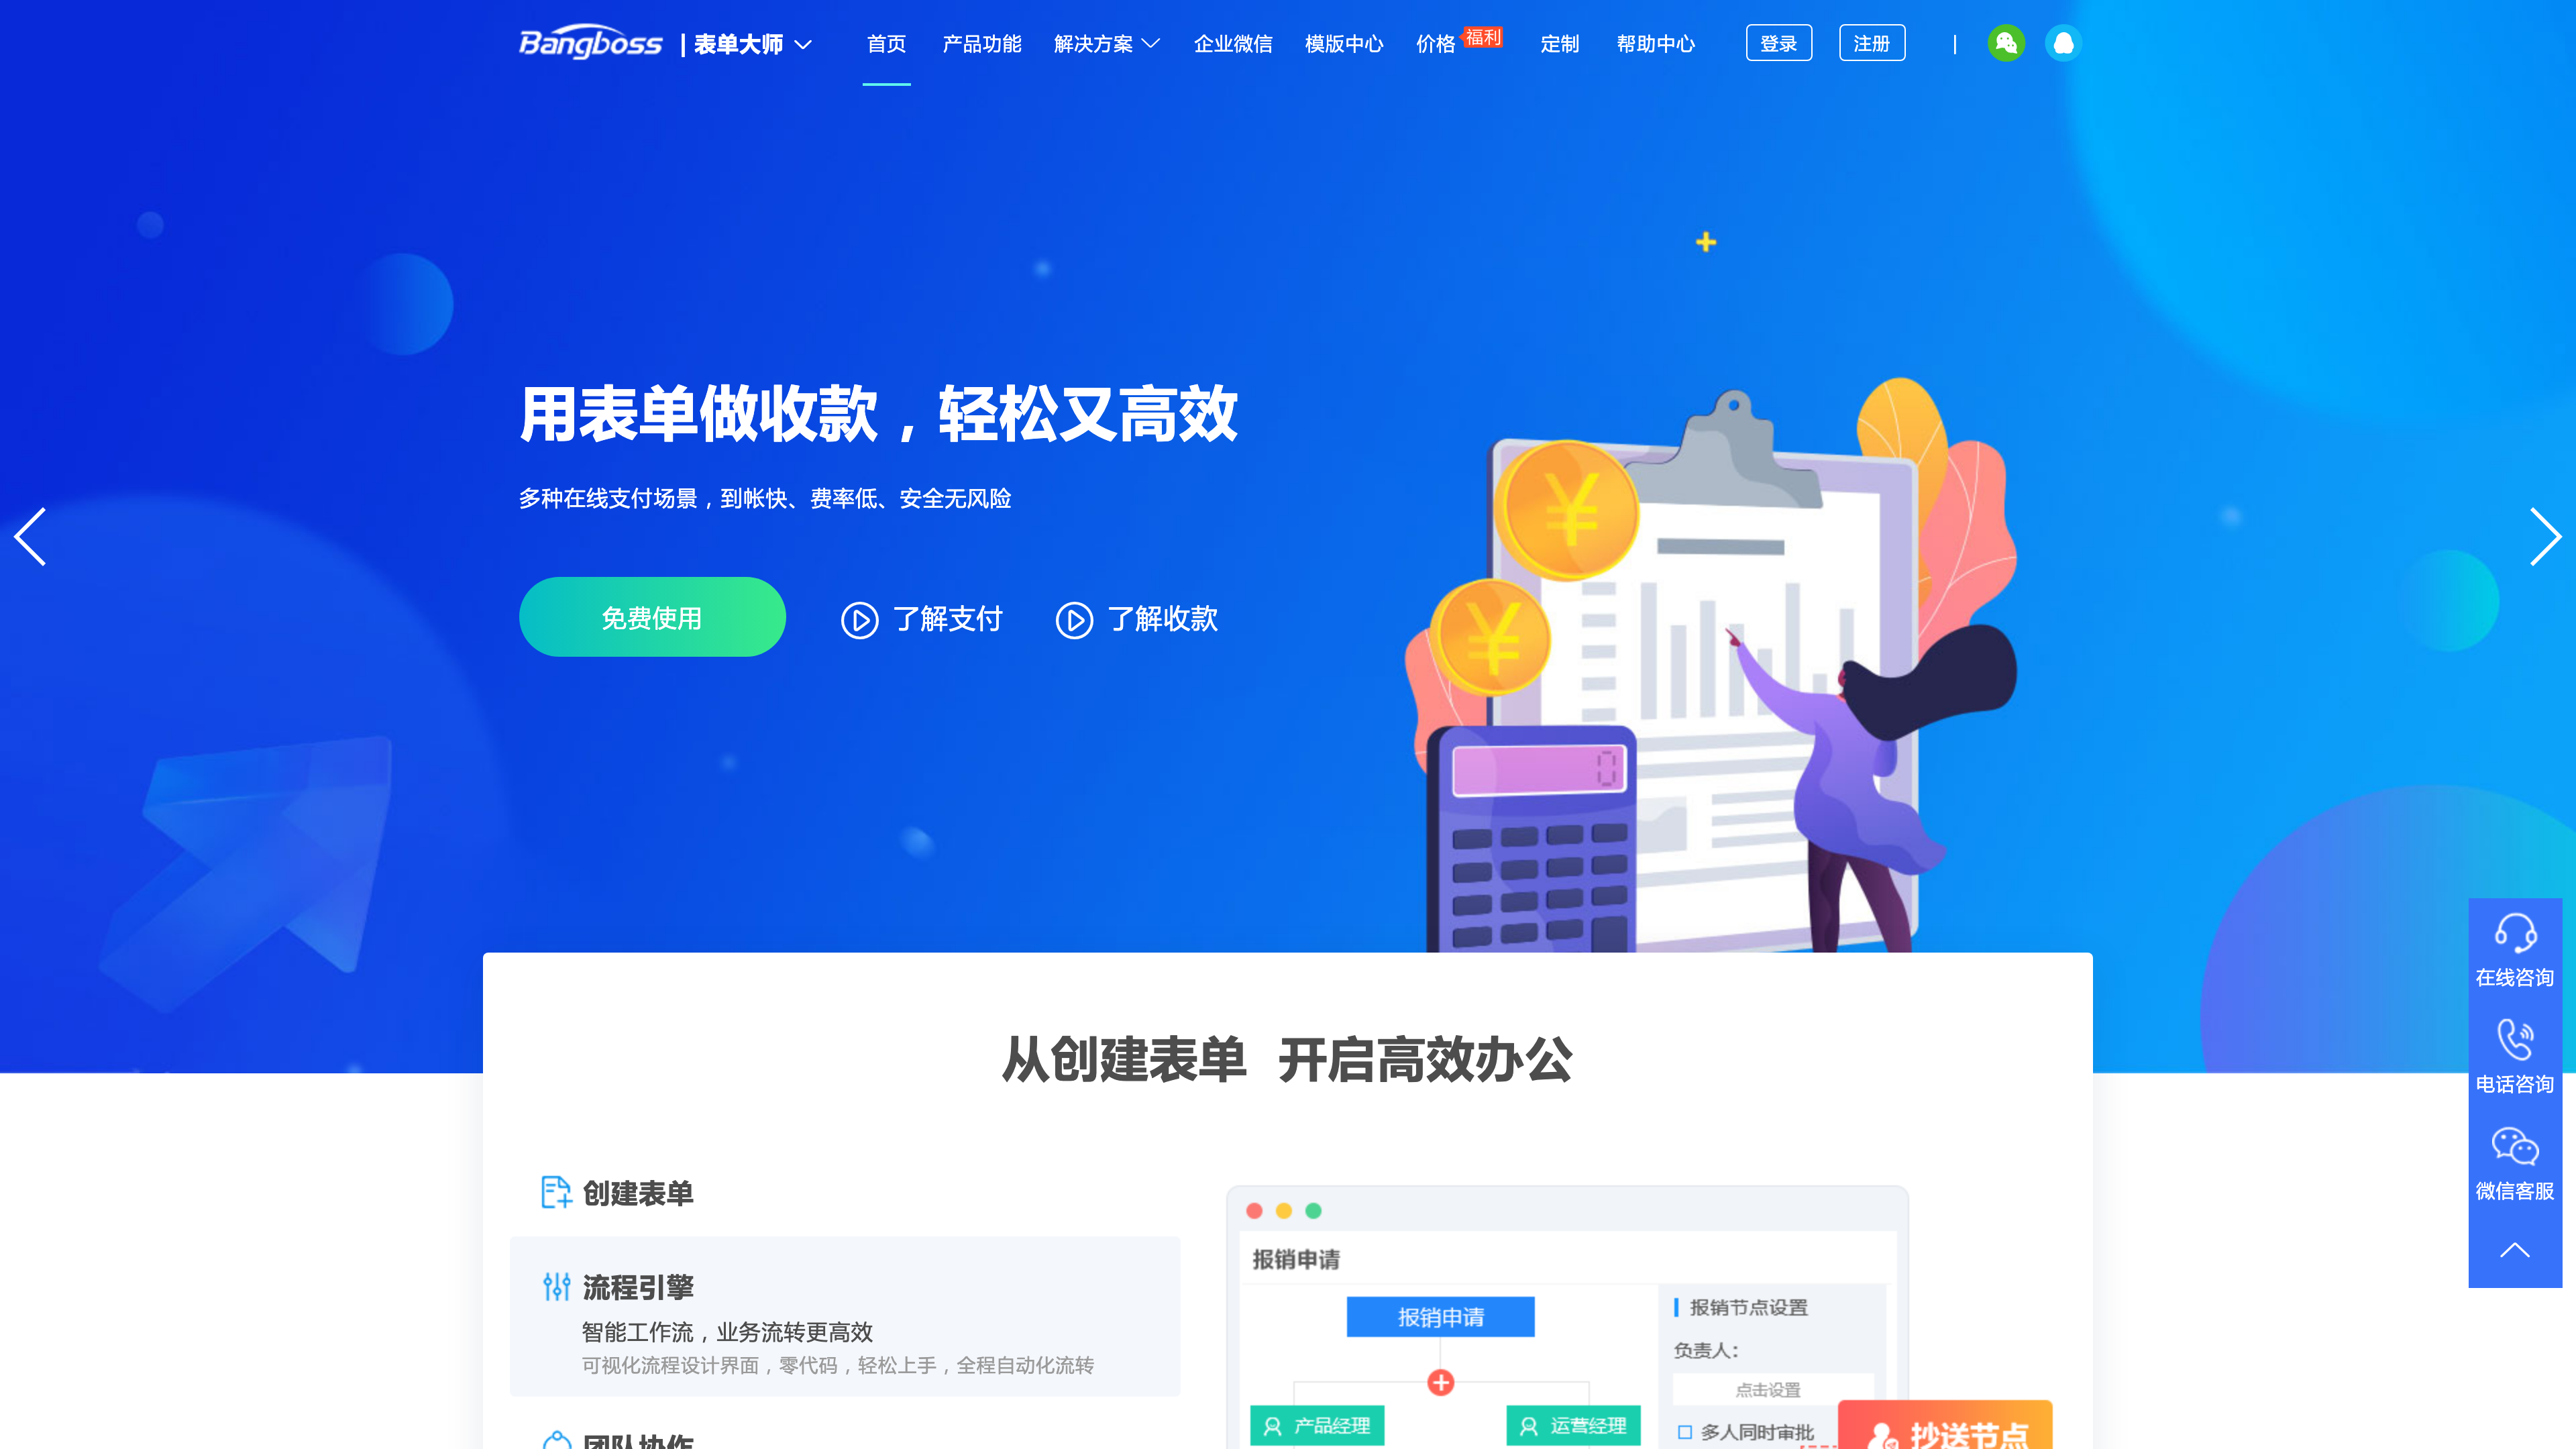 Bangboss | 表单大师
首页
产品功能
解决方案
企业微信
模版中心
价格
福利
定制
帮助中心
登录
注册
|
用表单做收款，轻松又高效
多种在线支付场景，到帐快、费率低、安全无风险
免费使用
了解支付
了解收款
0
在线咨询
电话咨询
微信客服
从创建表单 开启高效办公
创建表单
流程引擎
智能工作流，业务流转更高效
可视化流程设计界面，零代码，轻松上手，全程自动化流转
团队协作
报销申请
报销申请
产品经理
运营经理
报销节点设置
负责人：
点击设置
多人同时审批
抄送节点